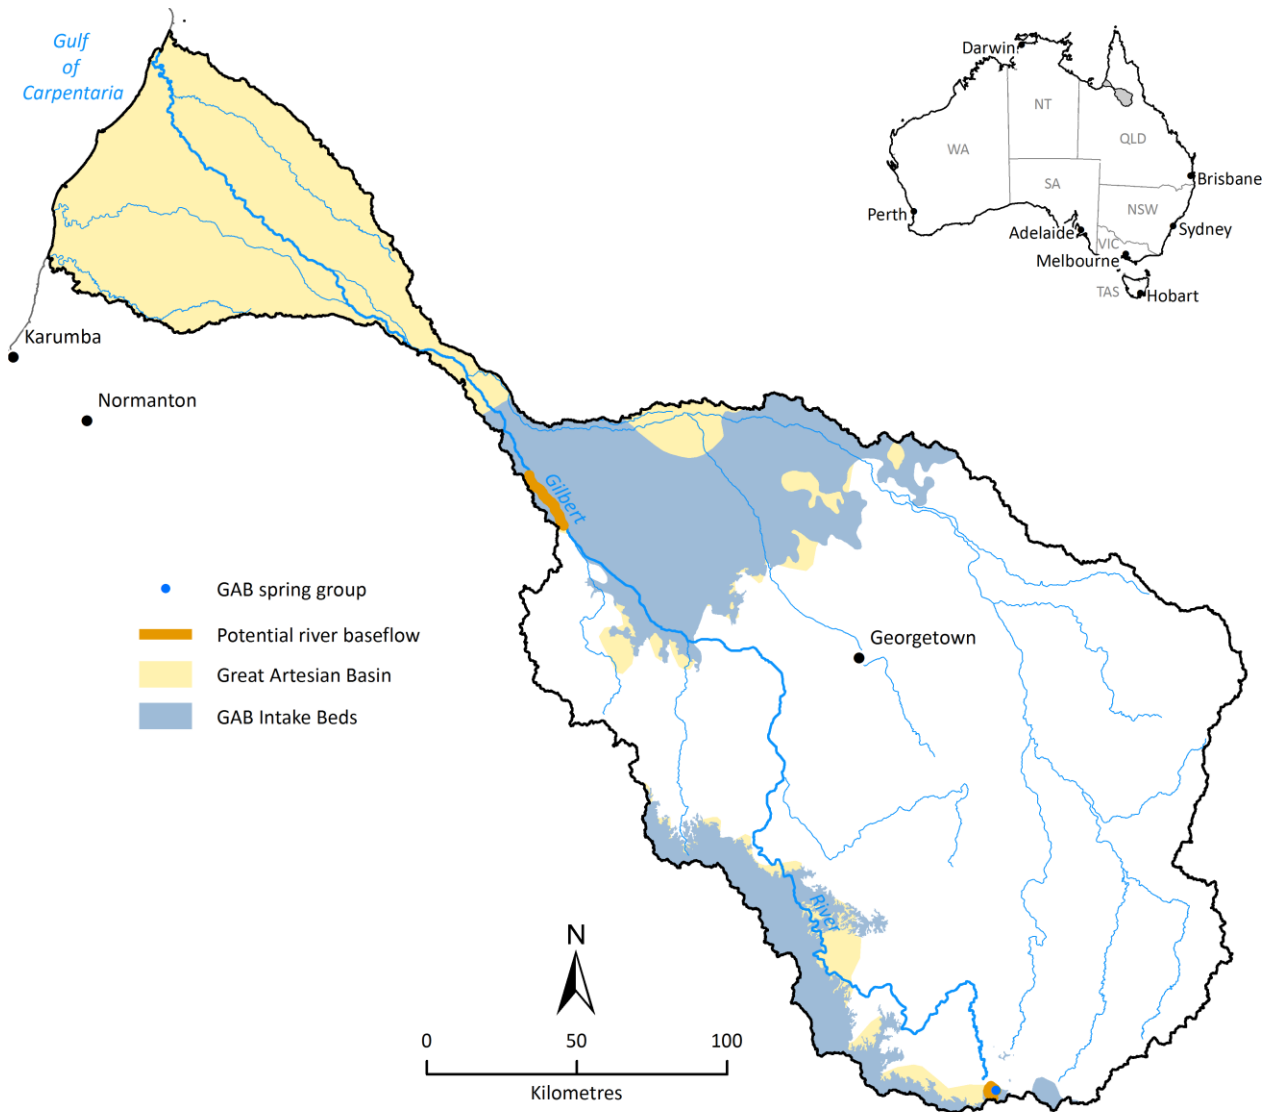 Gulf
of
Carpentaria
Darwin
NT
WA
QLD
SA
Brisbane
NSW
Perth
Adelaide
Sydney
VIC
Melbourne
TAS
Hobart
Karumba
Normanton
Gilbert
GAB spring group
Potential river baseflow
Great Artesian Basin
GAB Intake Beds
Georgetown
River
N
0 50 100
Kilometres